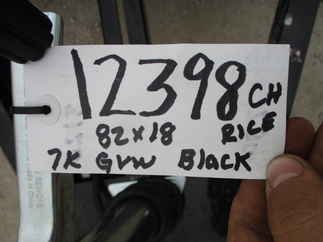 12398 CH
82x18 RICE
7K GVW Black